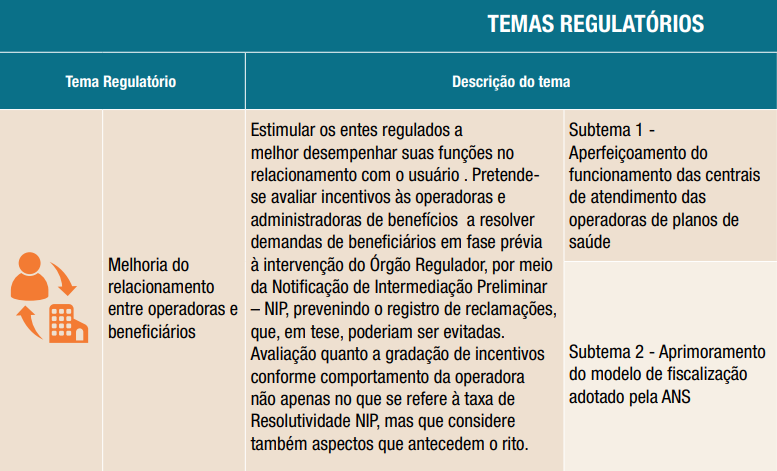 TEMAS REGULATÓRIOS
Tema Regulatório
Descrição do tema
Melhoria do
relacionamento
entre operadoras e
beneficiários
Estimular os entes regulados a
melhor desempenhar suas funções no
relacionamento com o usuário . Pretende-
se avaliar incentivos às operadoras e
administradoras de benefícios  a resolver
demandas de beneficiários em fase prévia
à intervenção do Órgão Regulador, por meio
da Notificação de Intermediação Preliminar
– NIP, prevenindo o registro de reclamações,
que, em tese, poderiam ser evitadas.
Avaliação quanto a gradação de incentivos
conforme comportamento da operadora
não apenas no que se refere à taxa de
Resolutividade NIP, mas que considere
também aspectos que antecedem o rito.
Subtema 1 -
Aperfeiçoamento do
funcionamento das centrais
de atendimento das
operadoras de planos de
saúde
Subtema 2 - Aprimoramento
do modelo de fiscalização
adotado pela ANS